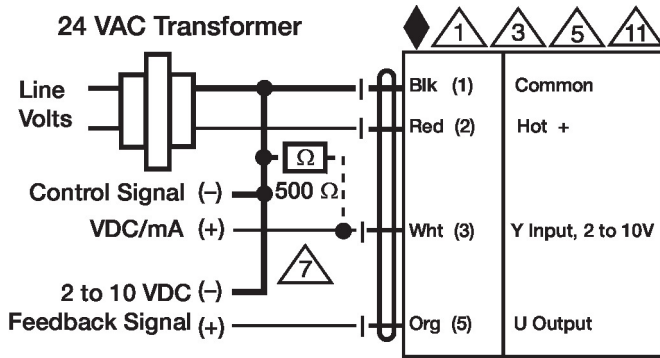 24 VAC Transformer
1 3 5 11
Line
Volts
Blk (1) Common
Red (2) Hot +
Ω
500 Ω
Control Signal (-)
VDC/mA (+)
Wht (3) Y Input, 2 to 10V
7
2 to 10 VDC (-)
Feedback Signal (+)
Org (5) U Output